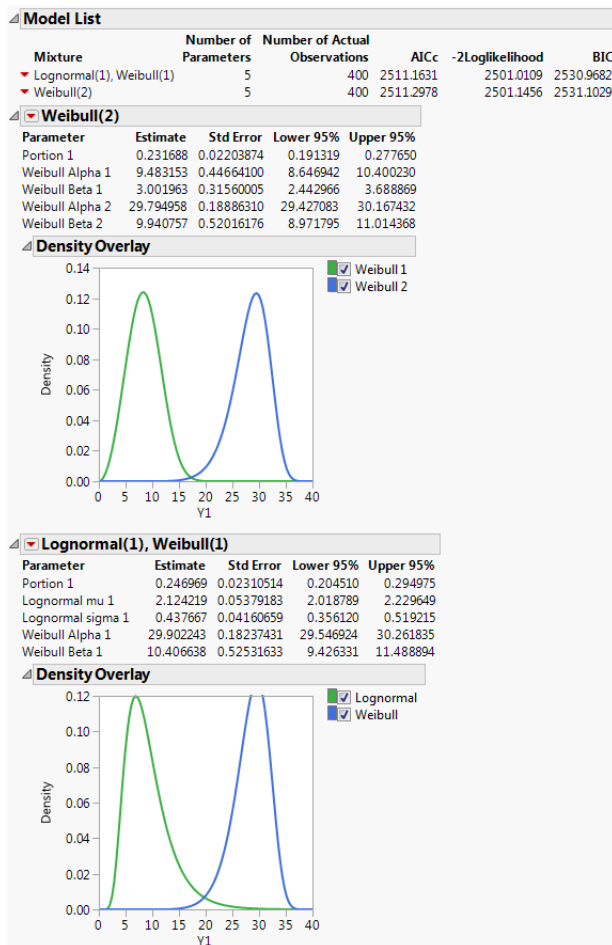 Model List
Number of Number of Actual
Mixture Parameters Observations AICc -2Loglikelihood BIC
Lognormal(1), Weibull(1) 5 400 2511.1631 2501.0109 2530.9682
Weibull(2) 5 400 2511.2978 2501.1456 2531.1029
Weibull(2)
Parameter Estimate Std Error Lower 95% Upper 95%
Portion 1 0.231688 0.02203874 0.191319 0.277650
Weibull Alpha 1 9.483153 0.44664100 8.646942 10.400230
Weibull Beta 1 3.001963 0.31560005 2.442966 3.688869
Weibull Alpha 2 29.794958 0.18886310 29.427083 30.167432
Weibull Beta 2 9.940757 0.52016176 8.971795 11.014368
Density Overlay
0.14
0.12
0.10
0.08
0.06
0.04
0.02
0.00
Density
0 5 10 15 20 25 30 35 40
Y1
Weibull 1
Weibull 2
Lognormal(1), Weibull(1)
Parameter Estimate Std Error Lower 95% Upper 95%
Portion 1 0.246969 0.02310514 0.204510 0.294975
Lognormal mu 1 2.124219 0.05379183 2.018789 2.229649
Lognormal sigma 1 0.437667 0.04160659 0.356120 0.519215
Weibull Alpha 1 29.902243 0.18237431 29.546924 30.261835
Weibull Beta 1 10.406638 0.52531633 9.426331 11.488894
Density Overlay
0.12
0.10
0.08
0.06
0.04
0.02
0.00
Density
0 5 10 15 20 25 30 35 40
Y1
Lognormal
Weibull